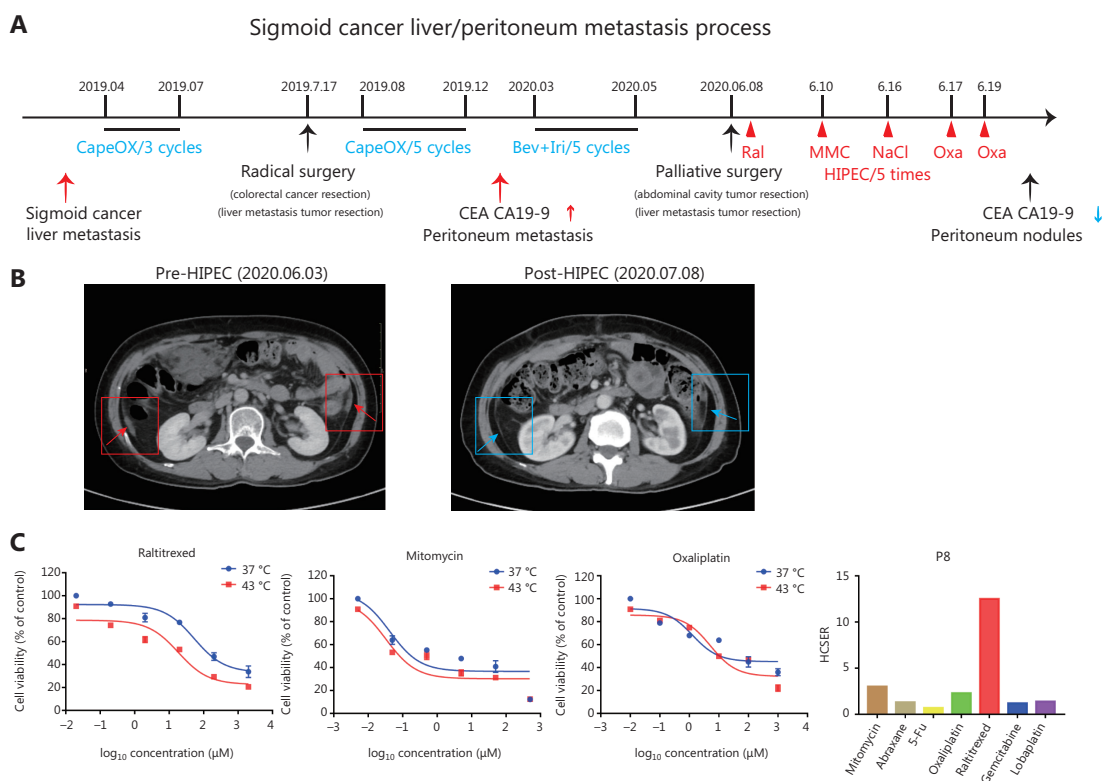 A
Sigmoid cancer liver/peritoneum metastasis process
2019.04 2019.07 2019.7.17 2019.08 2019.12 2020.03 2020.05 2020.06.08 6.10 6.16 6.17 6.19
CapeOX/3 cycles CapeOX/5 cycles Bev+Iri/5 cycles Ral MMC NaCl Oxa Oxa
Radical surgery Palliative surgery HIPEC/5 times
(colorectal cancer resection) (abdominal cavity tumor resection)
Sigmoid cancer (liver metastasis tumor resection) CEA CA19-9 ↑ (liver metastasis tumor resection) CEA CA19-9 ↓
liver metastasis Peritoneum metastasis Peritoneum nodules
B
Pre-HIPEC (2020.06.03) Post-HIPEC (2020.07.08)
C
Raltitrexed
37 °C
43 °C
Cell viability (% of control)
120
100
80
60
40
20
0
−2 −1 0 1 2 3 4
log10 concentration (μM)
Mitomycin
37 °C
43 °C
Cell viability (% of control)
120
100
80
60
40
20
0
−3 −2 −1 0 1 2 3
log10 concentration (μM)
Oxaliplatin
37 °C
43 °C
Cell viability (% of control)
120
100
80
60
40
20
0
−3 −2 −1 0 1 2 3 4
log10 concentration (μM)
P8
HCSER
15
10
5
0
Mitomycin
Abraxane
5-Fu
Oxaliplatin
Raltitrexed
Gemcitabine
Lobaplatin